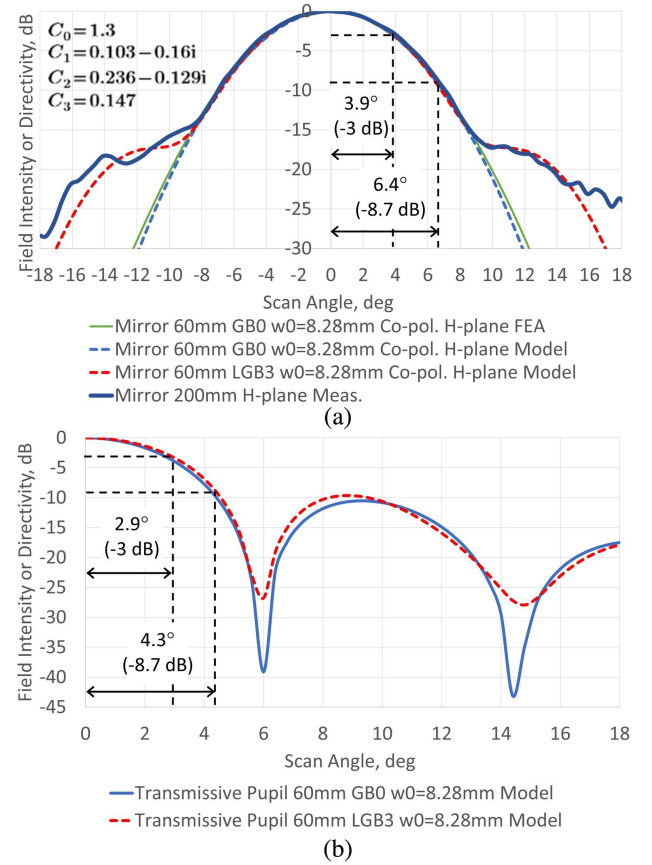 C₀=1.3
C₁=0.103−0.16i
C₂=0.236−0.129i
C₃=0.147
Field Intensity or Directivity, dB
0
-5
-10
-15
-20
-25
-30
3.9°
(-3 dB)
6.4°
(-8.7 dB)
-18 -16 -14 -12 -10 -8 -6 -4 -2 0 2 4 6 8 10 12 14 16 18
Scan Angle, deg
Mirror 60mm GB0 w0=8.28mm Co-pol. H-plane FEA
Mirror 60mm GB0 w0=8.28mm Co-pol. H-plane Model
Mirror 60mm LGB3 w0=8.28mm Co-pol. H-plane Model
Mirror 200mm H-plane Meas.
(a)
Field Intensity or Directivity, dB
0
-5
-10
-15
-20
-25
-30
-35
-40
-45
2.9°
(-3 dB)
4.3°
(-8.7 dB)
0 2 4 6 8 10 12 14 16 18
Scan Angle, deg
Transmissive Pupil 60mm GB0 w0=8.28mm Model
Transmissive Pupil 60mm LGB3 w0=8.28mm Model
(b)